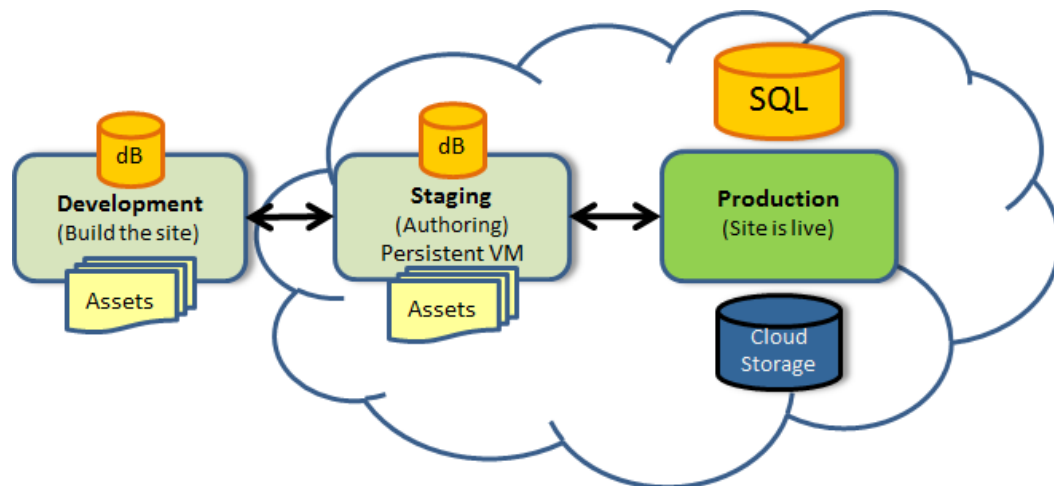 SQL
dB
dB
Development
(Build the site)
Assets
Staging
(Authoring)
Persistent VM
Assets
Production
(Site is live)
Cloud
Storage